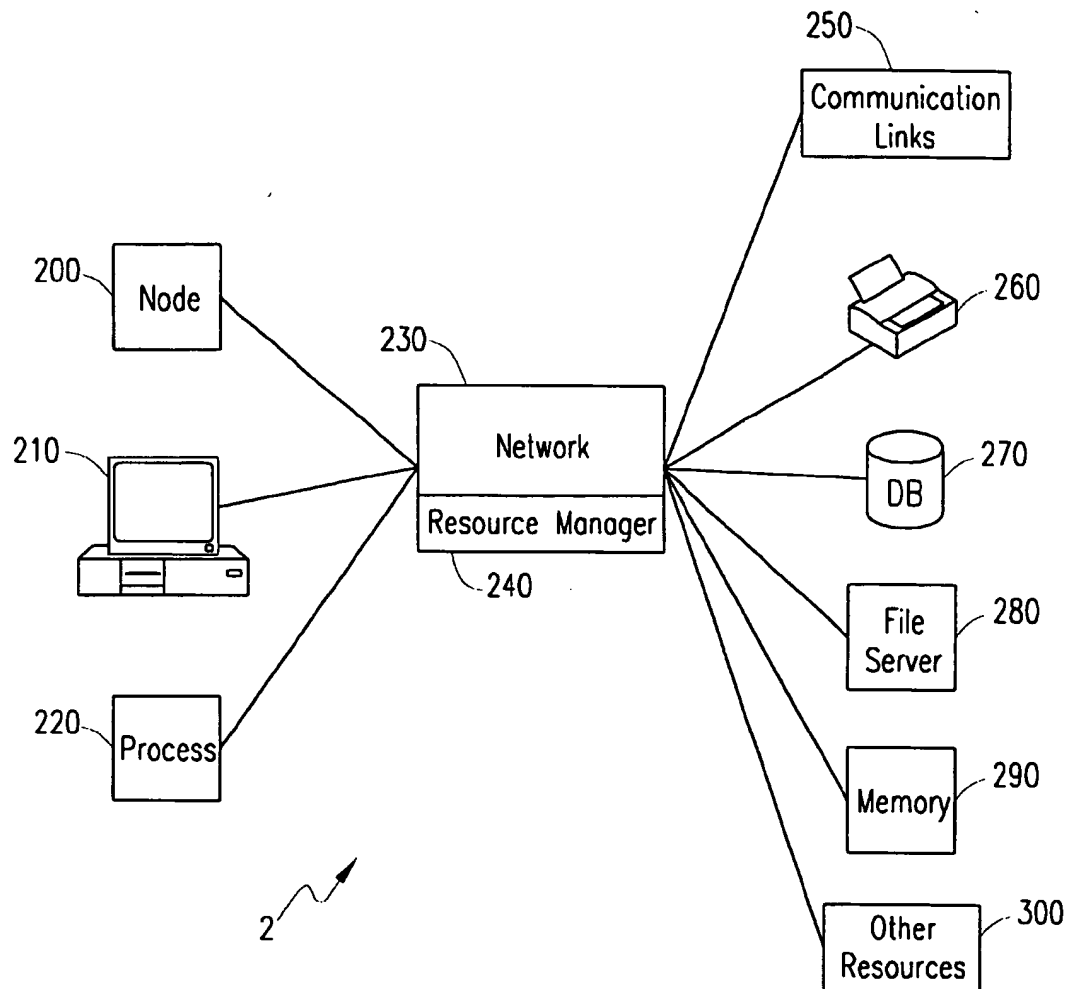 250
Communication
Links
200
Node
260
230
Network
210
270
DB
Resource Manager
240
280
File
Server
220
Process
290
Memory
2
300
Other
Resources